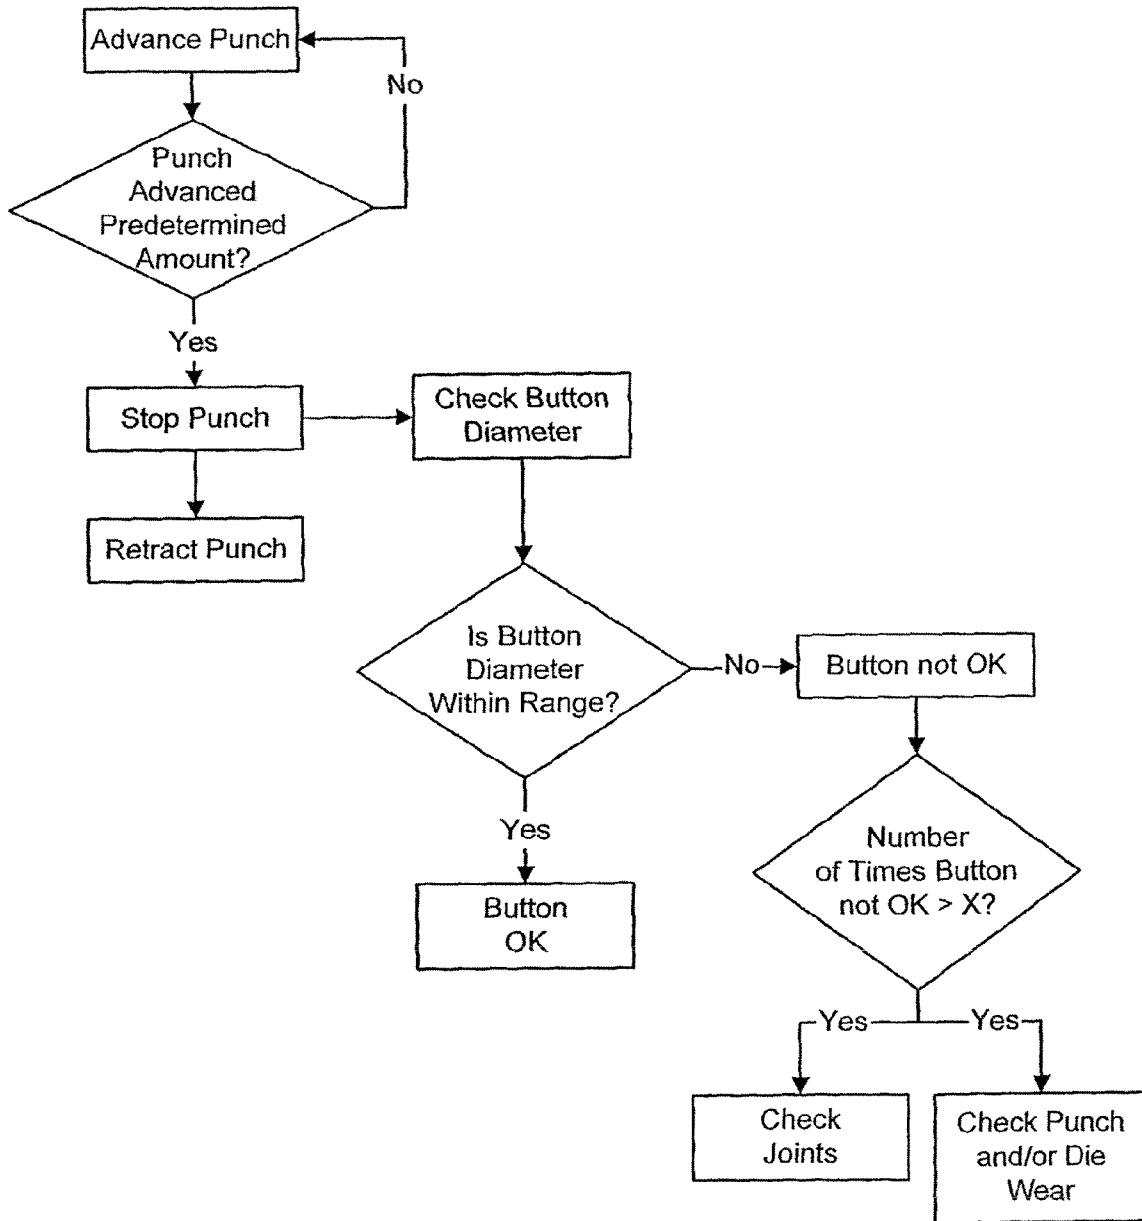 Advance Punch
No
Punch
Advanced
Predetermined
Amount?
Yes
Stop Punch
Check Button
Diameter
Retract Punch
Is Button
Diameter
Within Range?
No
Button not OK
Yes
Button
OK
Number
of Times Button
not OK > X?
Yes
Yes
Check
Joints
Check Punch
and/or Die
Wear